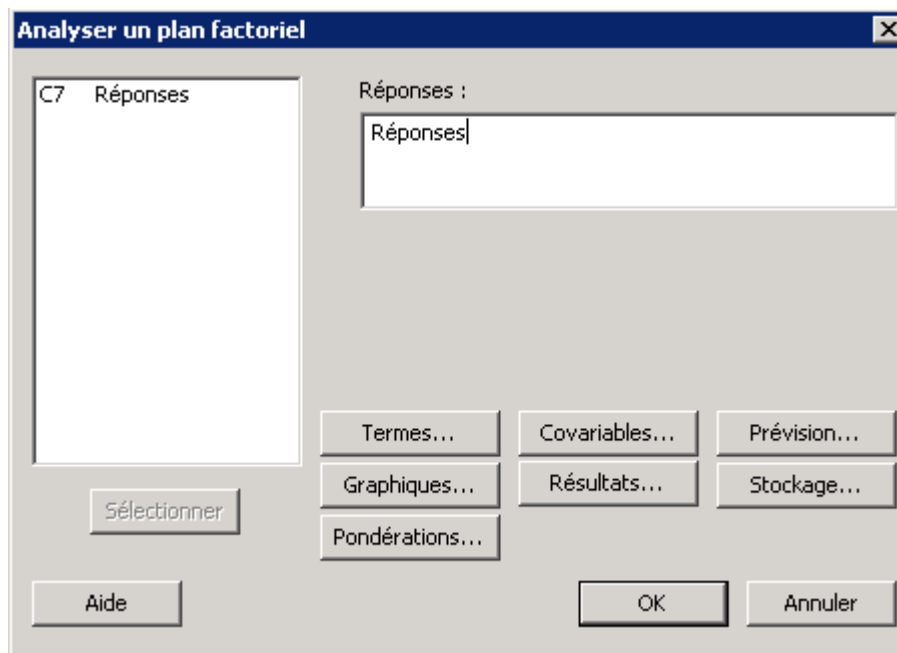 Analyser un plan factoriel
C7 Réponses
Réponses :
Réponses
Termes... Covariables... Prévision...
Graphiques... Résultats... Stockage...
Sélectionner
Pondérations...
Aide OK Annuler